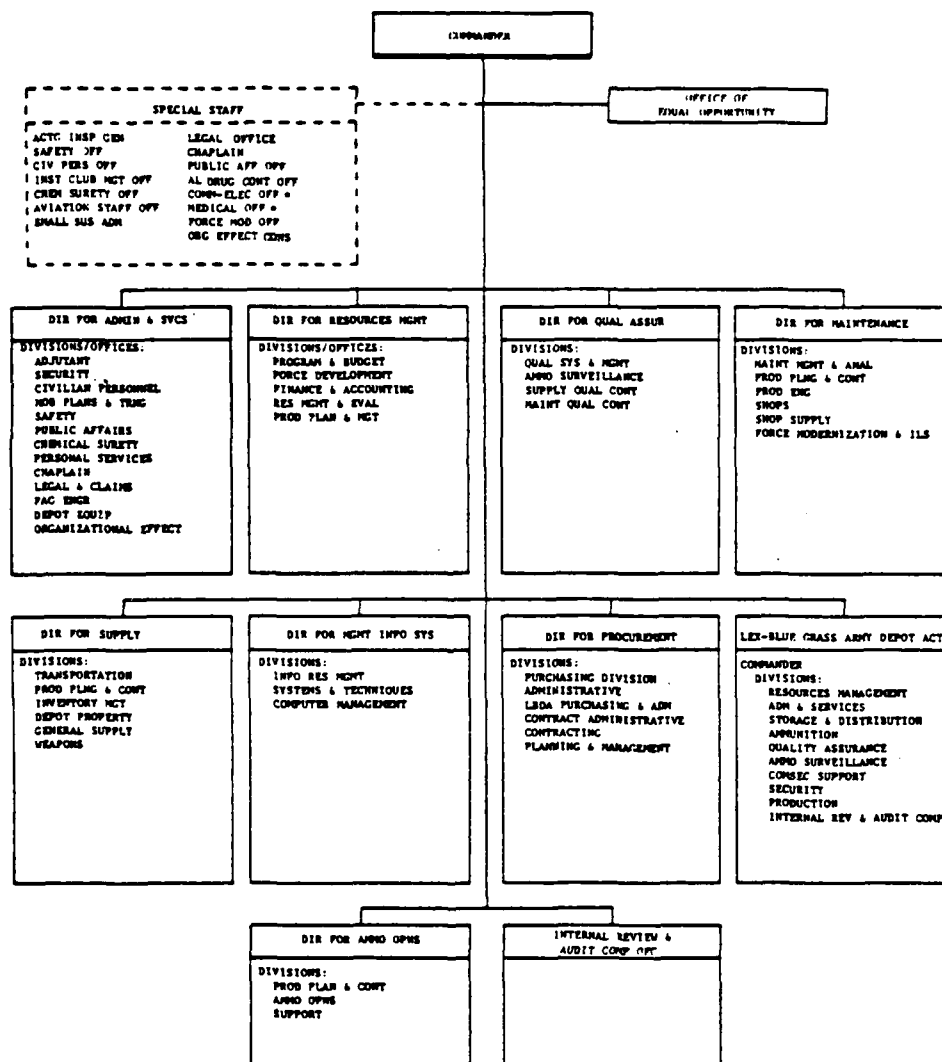 COMMANDER
OFFICE OF
EQUAL OPPORTUNITY
SPECIAL STAFF
ACTG INSP GEN
SAFETY OFF
CIV PERS OFF
INST CLUB MGT OFF
CHEM SURETY OFF
AVIATION STAFF OFF
SMALL BUS ADM
LEGAL OFFICE
CHAPLAIN
PUBLIC AFF OFF
AL DRUG CONT OFF
COMM-ELEC OFF *
MEDICAL OFF *
FORCE MOD OFF
ORG EFFECT CONS
DIR FOR ADMIN & SVCS
DIVISIONS/OFFICES:
ADJUTANT
SECURITY
CIVILIAN PERSONNEL
MOB PLANS & TRNG
SAFETY
PUBLIC AFFAIRS
CHEMICAL SURETY
PERSONAL SERVICES
CHAPLAIN
LEGAL & CLAIMS
FAC ENGR
DEPOT EQUIP
ORGANIZATIONAL EFFECT
DIR FOR RESOURCES MGMT
DIVISIONS/OFFICES:
PROGRAM & BUDGET
FORCE DEVELOPMENT
FINANCE & ACCOUNTING
RES MGMT & EVAL
PROD PLAN & MGT
DIR FOR QUAL ASSUR
DIVISIONS:
QUAL SYS & MGMT
AMMO SURVEILLANCE
SUPPLY QUAL CONT
MAINT QUAL CONT
DIR FOR MAINTENANCE
DIVISIONS:
MAINT MGMT & ANAL
PROD PLNG & CONT
PROD ENG
SHOPS
SHOP SUPPLY
FORCE MODERNIZATION & ILS
DIR FOR SUPPLY
DIVISIONS:
TRANSPORTATION
PROD PLNG & CONT
INVENTORY MGT
DEPOT PROPERTY
GENERAL SUPPLY
WEAPONS
DIR FOR MGMT INFO SYS
DIVISIONS:
INFO RES MGMT
SYSTEMS & TECHNIQUES
COMPUTER MANAGEMENT
DIR FOR PROCUREMENT
DIVISIONS:
PURCHASING DIVISION
ADMINISTRATIVE
LBDA PURCHASING & ADM
CONTRACT ADMINISTRATIVE
CONTRACTING
PLANNING & MANAGEMENT
LEX-BLUE GRASS ARMY DEPOT ACT
COMMANDER
DIVISIONS:
RESOURCES MANAGEMENT
ADM & SERVICES
STORAGE & DISTRIBUTION
AMMUNITION
QUALITY ASSURANCE
AMMO SURVEILLANCE
COMSEC SUPPORT
SECURITY
PRODUCTION
INTERNAL REV & AUDIT COMP
DIR FOR AMMO OPNS
DIVISIONS:
PROD PLAN & CONT
AMMO OPNS
SUPPORT
INTERNAL REVIEW &
AUDIT COMP OFF